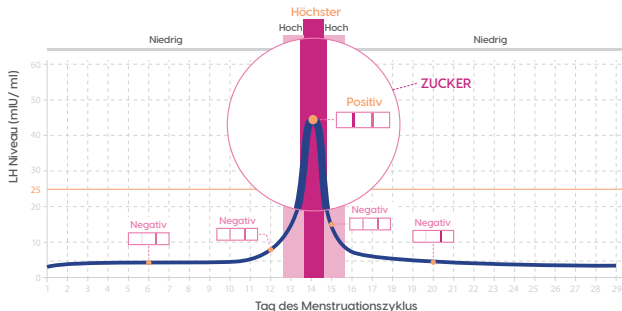 Höchster
Hoch Hoch
Niedrig Niedrig
ZUCKER
Positiv
LH Niveau (mIU/ ml)
60
50
40
30
25
20
10
0
Negativ
Negativ
Negativ
Negativ
1 2 3 4 5 6 7 8 9 10 11 12 13 14 15 16 17 18 19 20 21 22 23 24 25 26 27 28 29
Tag des Menstruationszyklus